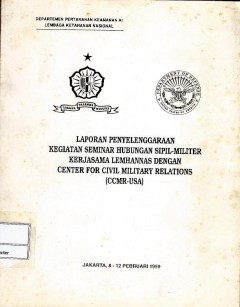 DEPARTEMEN PERTAHANAN KEAMANAN RI
LEMBAGA KETAHANAN NASIONAL
LAPORAN PENYELENGGARAAN
KEGIATAN SEMINAR HUBUNGAN SIPIL-MILITER
KERJASAMA LEMHANNAS DENGAN
CENTER FOR CIVIL MILITARY RELATIONS
(CCMR-USA)
JAKARTA, 8 - 12 PEBRUARI 1999